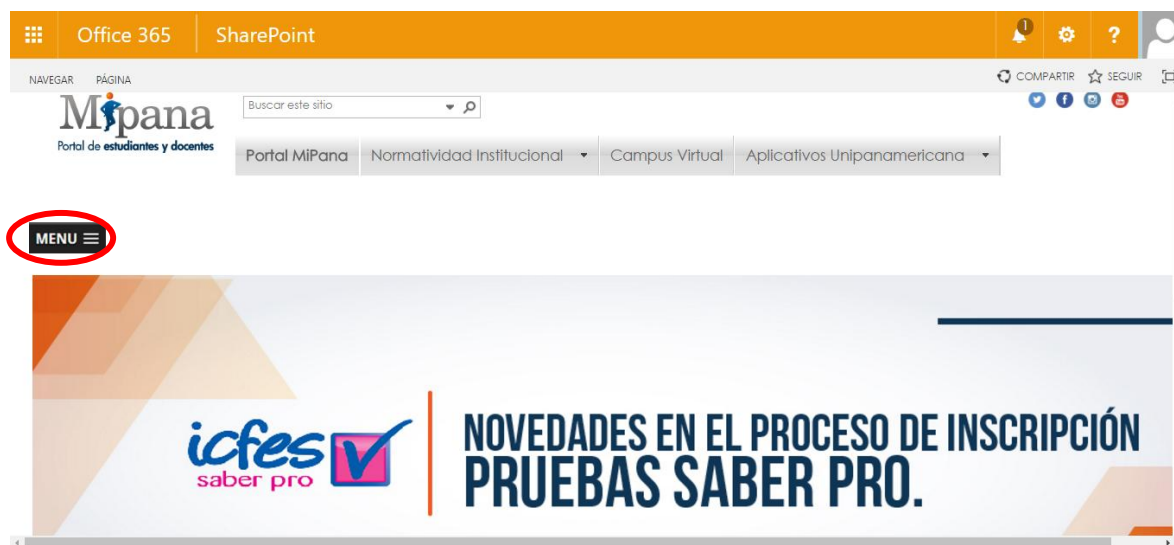 Office 365 SharePoint 1 ?
NAVEGAR PÁGINA COMPARTIR SEGUIR
Mipana
Portal de estudiantes y docentes
Buscar este sitio
Portal MiPana Normatividad Institucional Campus Virtual Aplicativos Unipanamericana
MENU
icfes
saber pro
NOVEDADES EN EL PROCESO DE INSCRIPCIÓN
PRUEBAS SABER PRO.